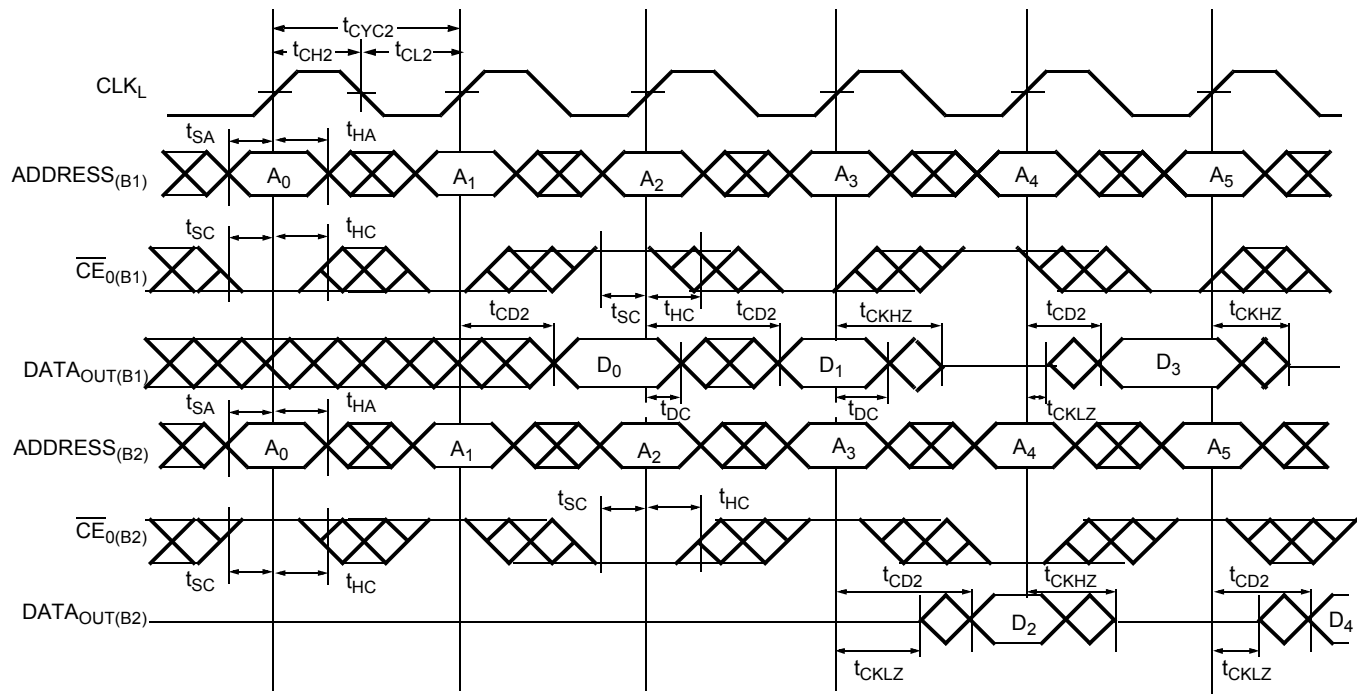 tCYC2
tCH2 tCL2
CLKL
tSA tHA
ADDRESS(B1) A0 A1 A2 A3 A4 A5
tSC tHC
CE0(B1)
tCD2 tSC tHC tCD2 tCKHZ tCD2 tCKHZ
DATAOUT(B1) D0 D1 D3
tSA tHA tDC tDC tCKLZ
ADDRESS(B2) A0 A1 A2 A3 A4 A5
tSC tHC
CE0(B2)
tSC tHC tCD2 tCKHZ tCD2
DATAOUT(B2) D2 D4
tCKLZ tCKLZ